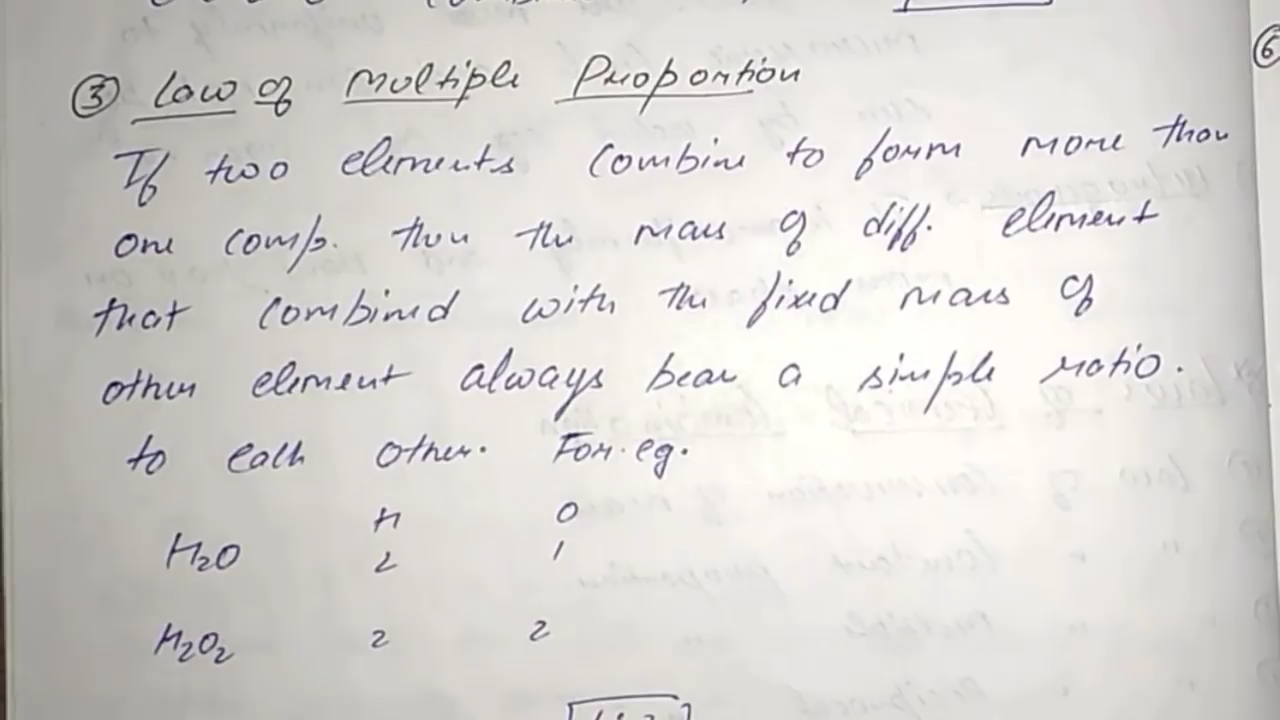 ③ Law of Multiple Proportion
If two elements combine to form more than
one comp. then the mass of diff. element
that combined with the fixed mass of
other element always bear a simple ratio.
to each other. For. eg.
H O
H2O 2 1
H2O2 2 2
6